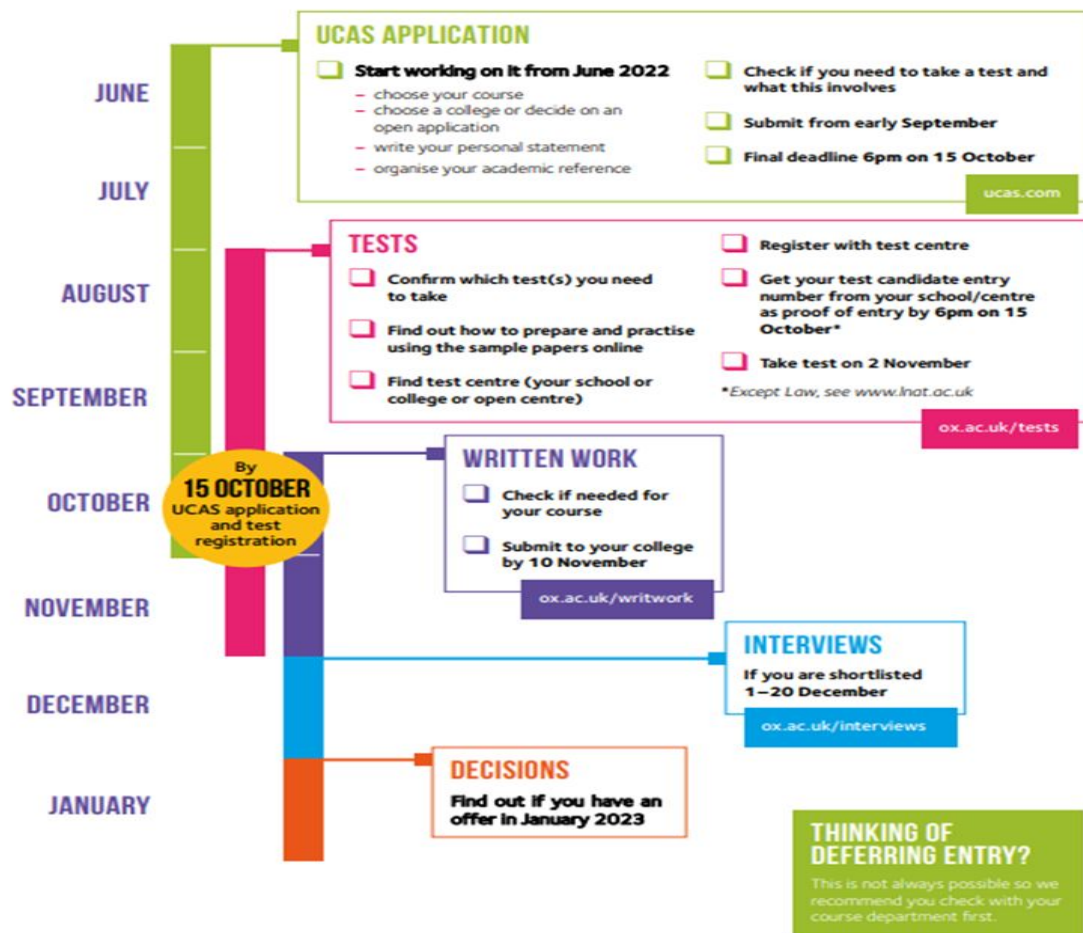 UCAS APPLICATION
Start working on it from June 2022
– choose your course
– choose a college or decide on an
open application
– write your personal statement
– organise your academic reference
Check if you need to take a test and
what this involves
Submit from early September
Final deadline 6pm on 15 October
ucas.com
JUNE
JULY
AUGUST
SEPTEMBER
OCTOBER
NOVEMBER
DECEMBER
JANUARY
TESTS
Confirm which test(s) you need
to take
Find out how to prepare and practise
using the sample papers online
Find test centre (your school or
college or open centre)
Register with test centre
Get your test candidate entry
number from your school/centre
as proof of entry by 6pm on 15
October*
Take test on 2 November
*Except Law, see www.lnat.ac.uk
ox.ac.uk/tests
By
15 OCTOBER
UCAS application
and test
registration
WRITTEN WORK
Check if needed for
your course
Submit to your college
by 10 November
ox.ac.uk/writwork
INTERVIEWS
If you are shortlisted
1–20 December
ox.ac.uk/interviews
DECISIONS
Find out if you have an
offer in January 2023
THINKING OF
DEFERRING ENTRY?
This is not always possible so we
recommend you check with your
course department first.